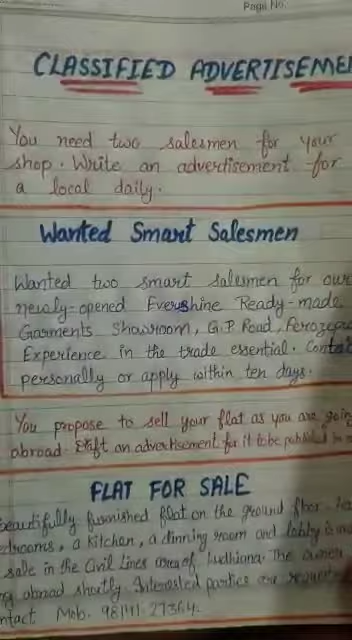 Page No.
CLASSIFIED ADVERTISEME
You need two salesmen for your
shop. Write an advertisement for
a local daily.
Wanted Smart Salesmen
Wanted two smart salesmen for our
newly-opened Evershine Ready-made
Garments Showroom, G.P. Road, Ferozepu
Experience in the trade essential. Contac
personally or apply within ten days.
You propose to sell your flat as you are goin
abroad. Draft an advertisement for it to be published in
FLAT FOR SALE
beautifully furnished flat on the ground floor
edrooms, a kitchen, a dinning room and lobby is
sale in the Civil Lines area of Ludhiana. The owner
ng abroad shortly. Interested parties are requeste
ntact Mob. 98141-27364.